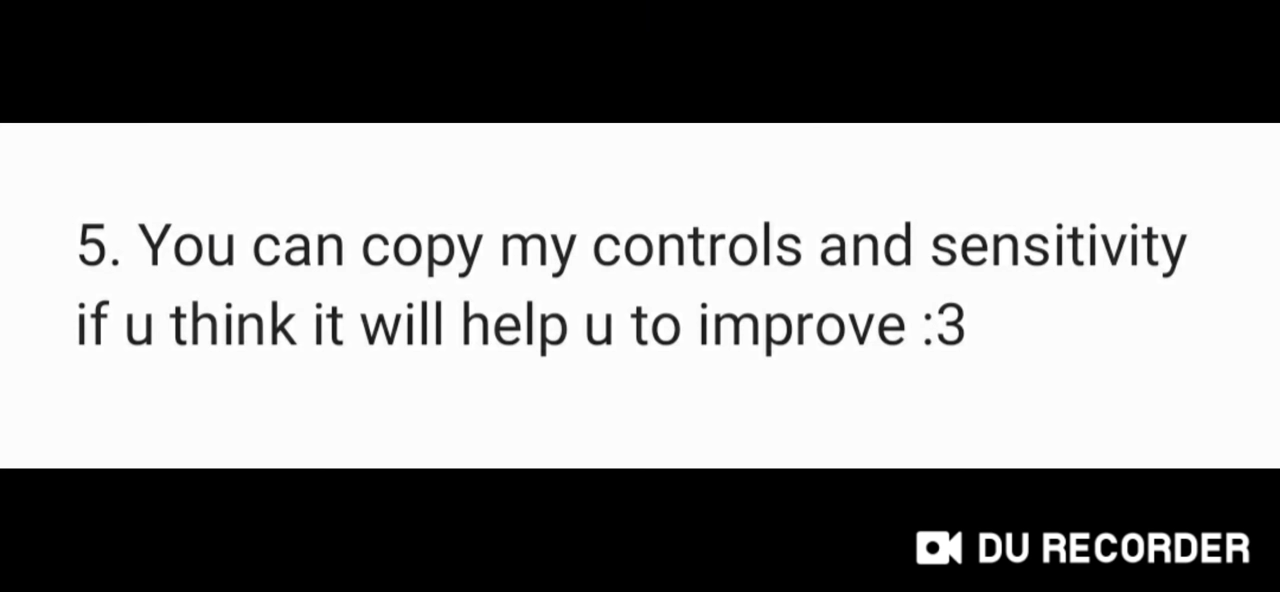 5. You can copy my controls and sensitivity
if u think it will help u to improve :3
DU RECORDER